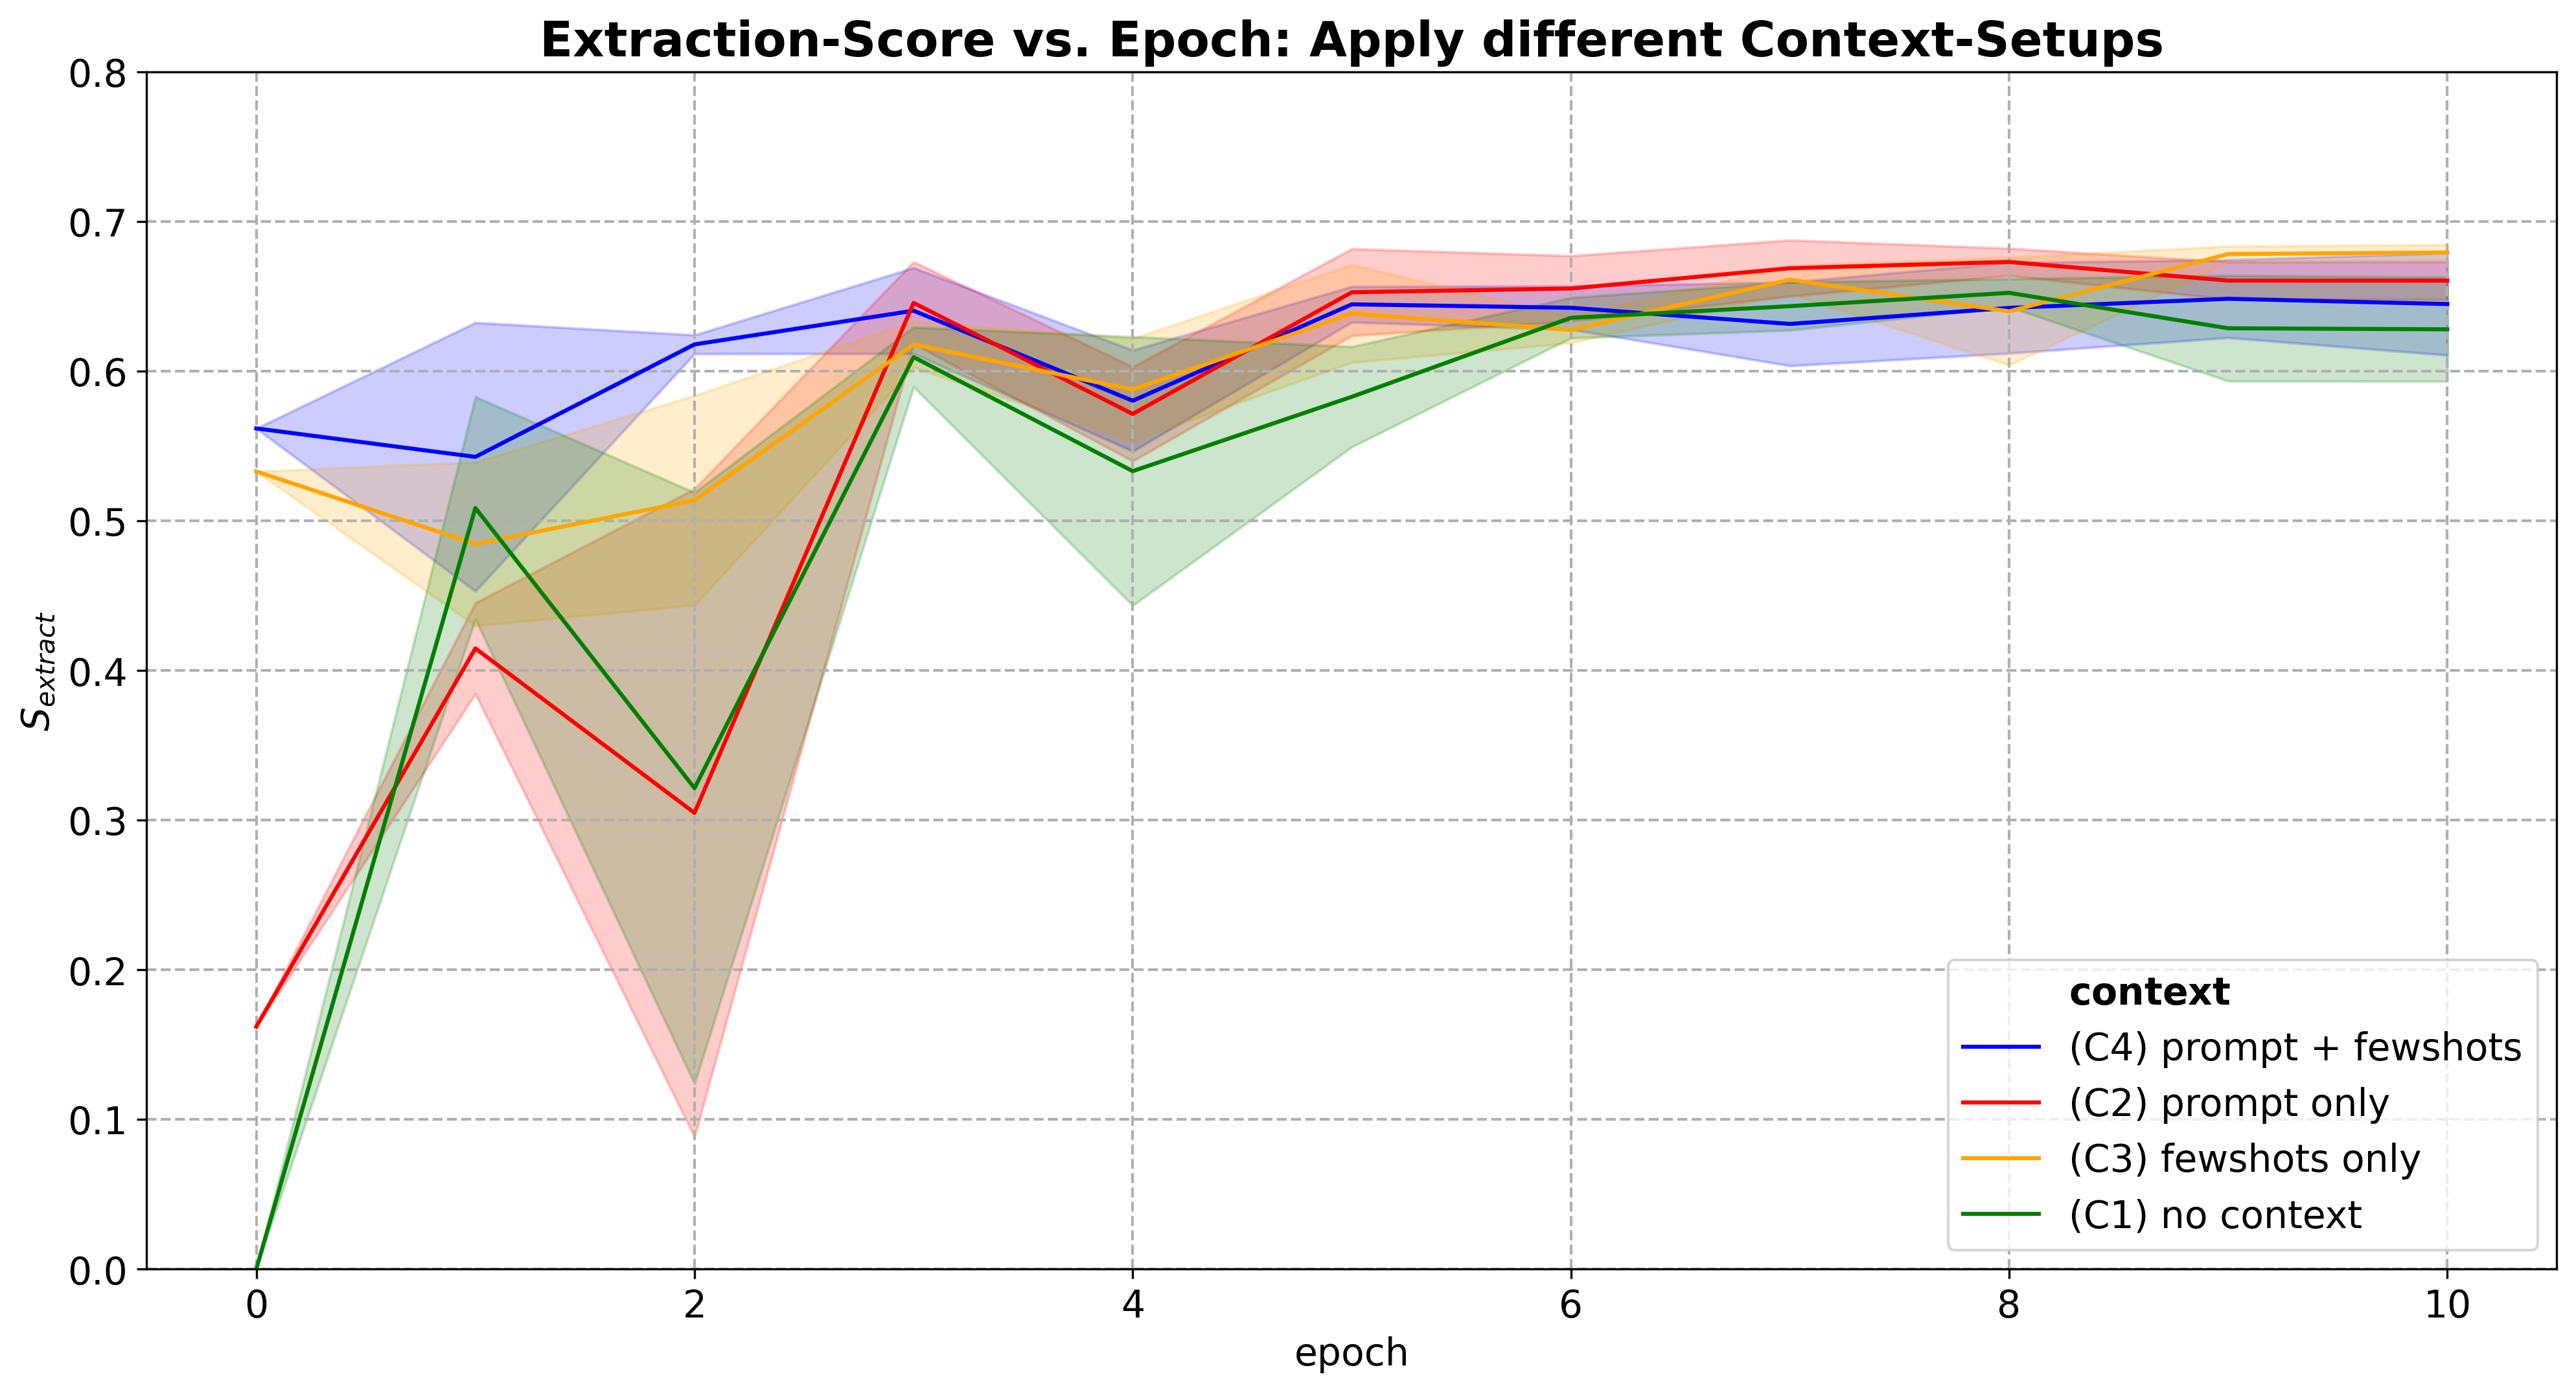 Extraction-Score vs. Epoch: Apply different Context-Setups
0.8
0.7
0.6
0.5
0.4
0.3
0.2
0.1
0.0
S_extract
0 2 4 6 8 10
epoch
context
(C4) prompt + fewshots
(C2) prompt only
(C3) fewshots only
(C1) no context